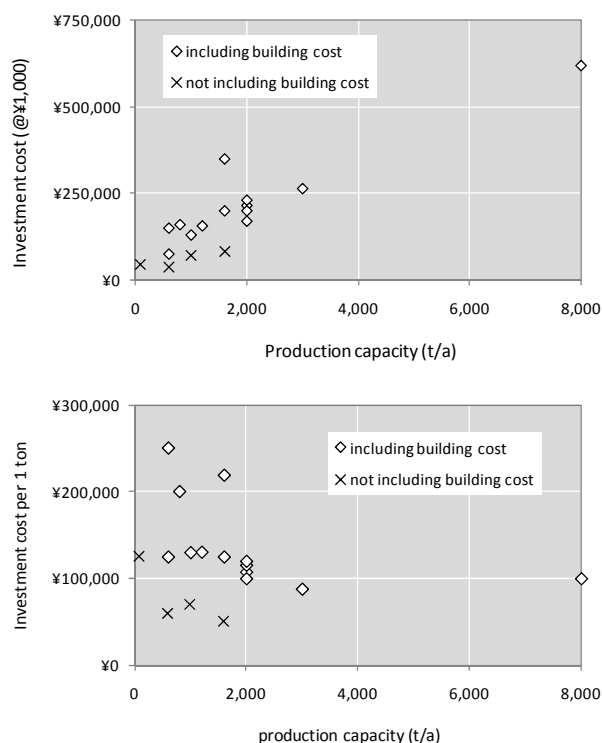 ¥750,000
including building cost
not including building cost
¥500,000
¥250,000
¥0
0 2,000 4,000 6,000 8,000
Investment cost (@¥1,000)
Production capacity (t/a)
¥300,000
including building cost
not including building cost
¥200,000
¥100,000
¥0
0 2,000 4,000 6,000 8,000
Investment cost per 1 ton
production capacity (t/a)